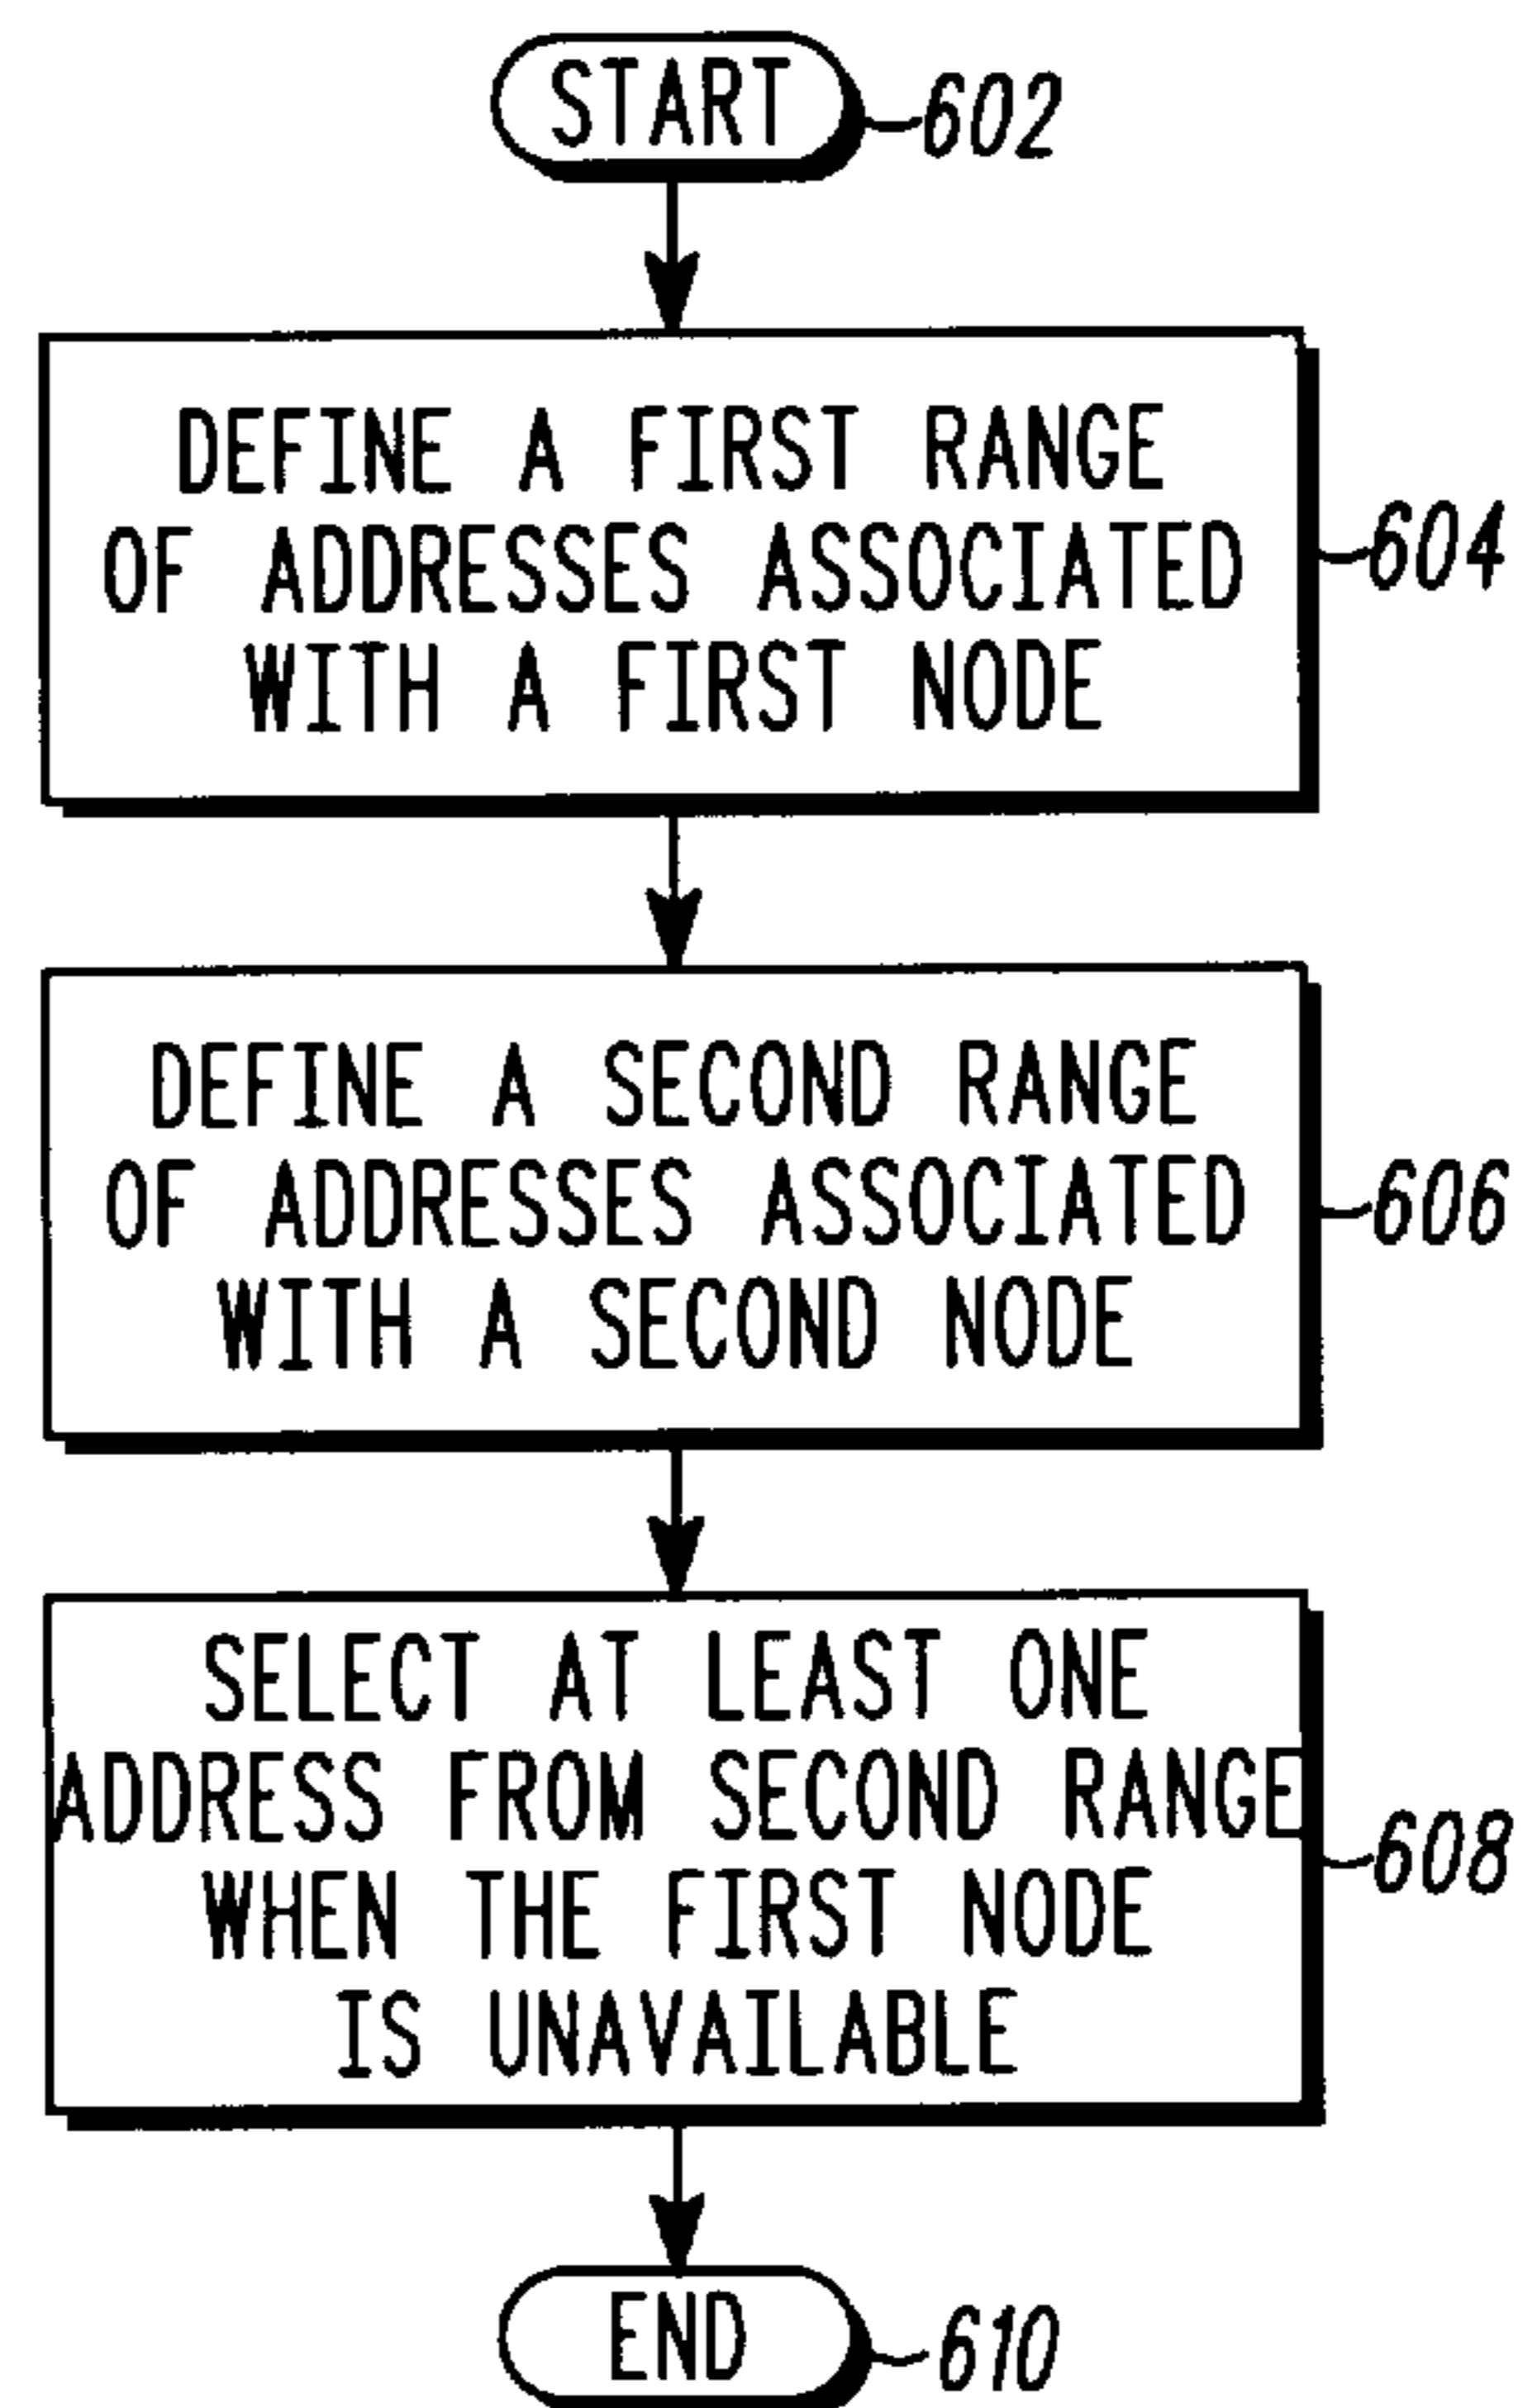 START
602
DEFINE A FIRST RANGE
OF ADDRESSES ASSOCIATED
WITH A FIRST NODE
604
DEFINE A SECOND RANGE
OF ADDRESSES ASSOCIATED
WITH A SECOND NODE
606
SELECT AT LEAST ONE
ADDRESS FROM SECOND RANGE
WHEN THE FIRST NODE
IS UNAVAILABLE
608
END
610